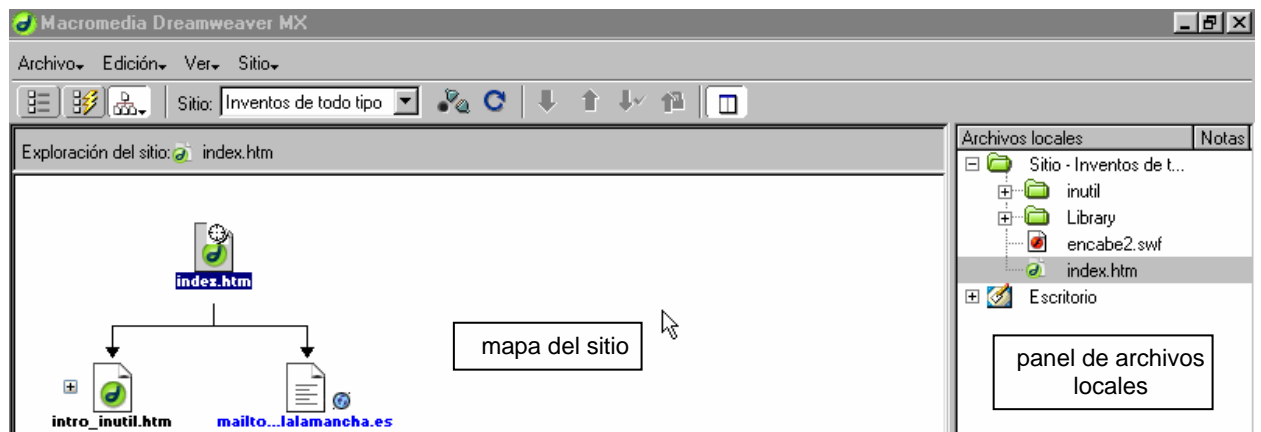 Macromedia Dreamweaver MX
Archivo Edición Ver Sitio
Sitio: Inventos de todo tipo
Exploración del sitio: index.htm
index.htm
intro_inutil.htm
mailto...lalamancha.es
mapa del sitio
Archivos locales Notas
Sitio - Inventos de t...
inutil
Library
encabe2.swf
index.htm
Escritorio
panel de archivos
locales